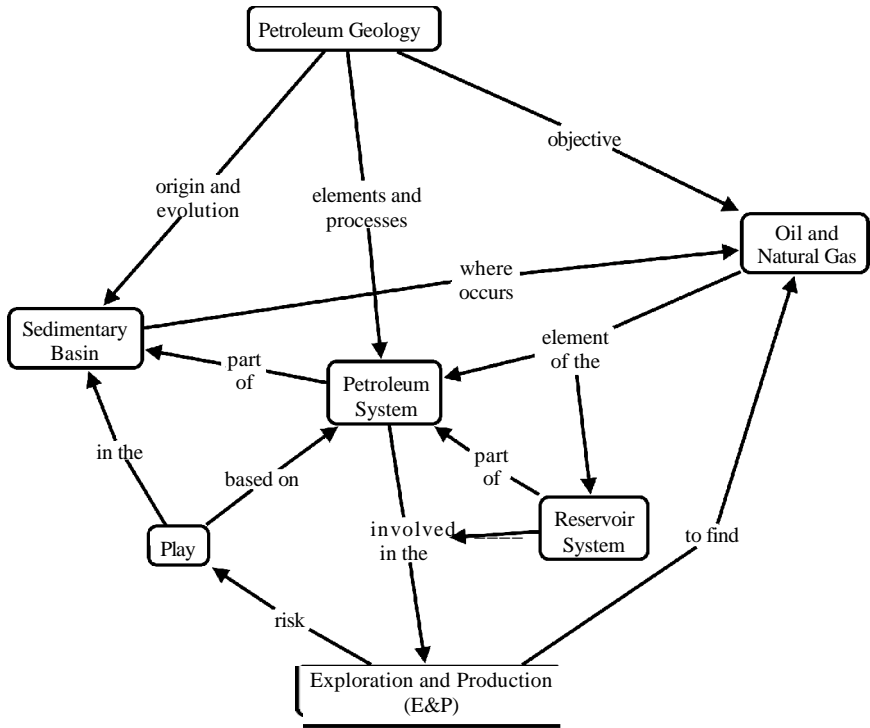 Petroleum Geology
objective
origin and
evolution
elements and
processes
Oil and
Natural Gas
where
occurs
Sedimentary
Basin
part
of
element
of the
Petroleum
System
in the
based on
part
of
Play
involved
in the
Reservoir
System
to find
risk
Exploration and Production
(E&P)